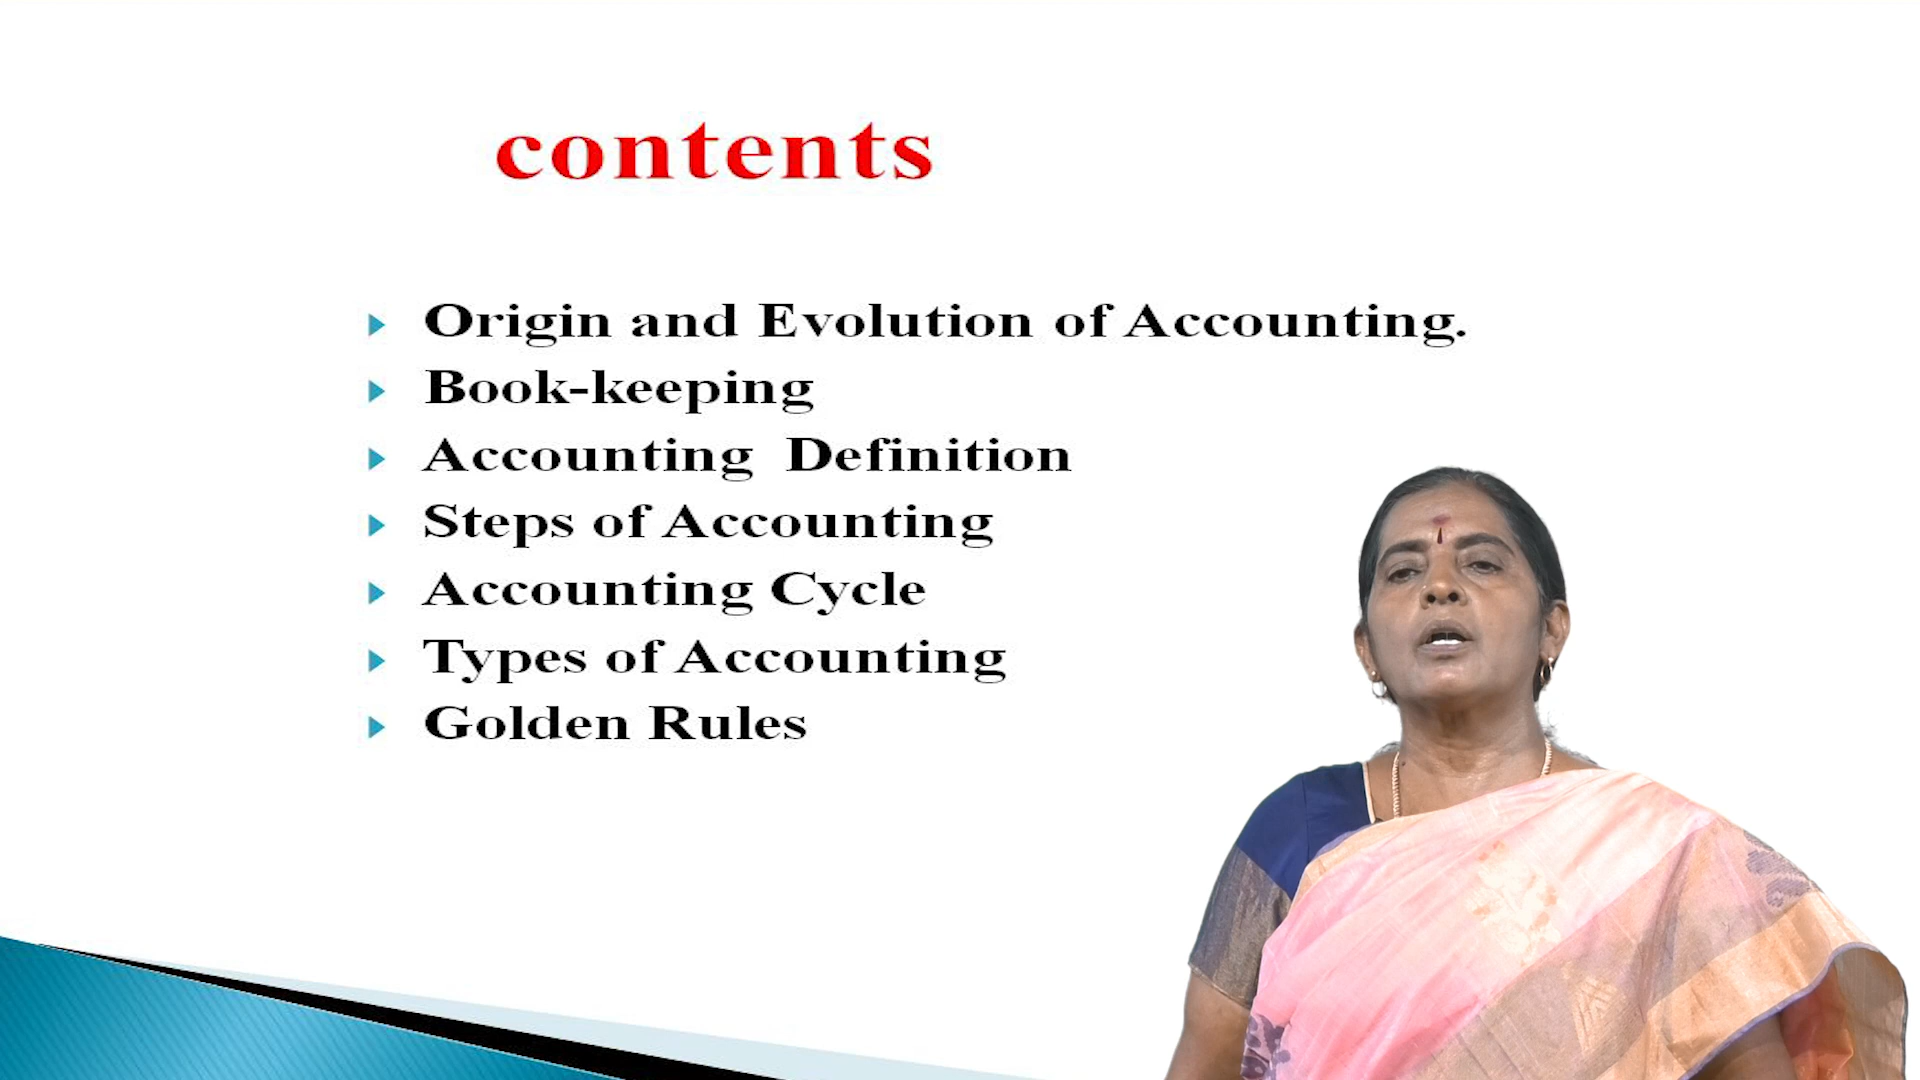 contents
Origin and Evolution of Accounting.
Book-keeping
Accounting Definition
Steps of Accounting
Accounting Cycle
Types of Accounting
Golden Rules